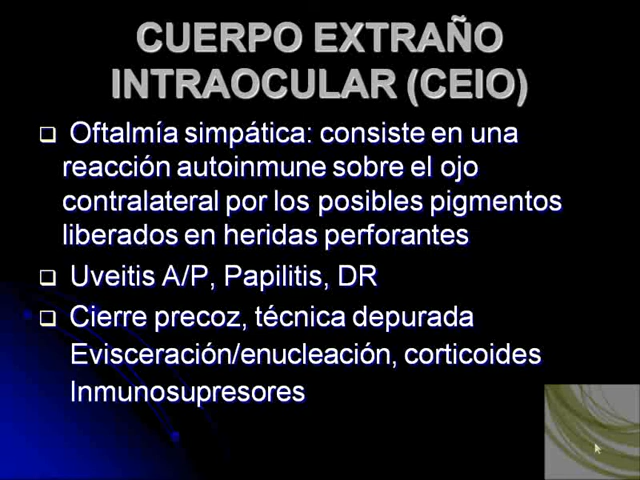 CUERPO EXTRAÑO
INTRAOCULAR (CEIO)
Oftalmía simpática: consiste en una
reacción autoinmune sobre el ojo
contralateral por los posibles pigmentos
liberados en heridas perforantes
Uveitis A/P, Papilitis, DR
Cierre precoz, técnica depurada
Evisceración/enucleación, corticoides
Inmunosupresores